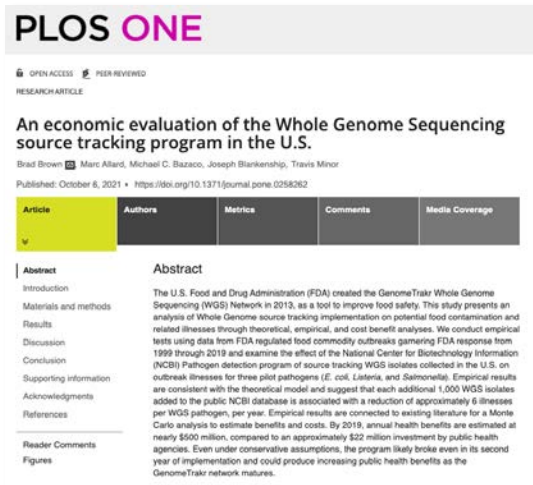 PLOS ONE
OPEN ACCESS PEER-REVIEWED
RESEARCH ARTICLE
An economic evaluation of the Whole Genome Sequencing
source tracking program in the U.S.
Brad Brown, Marc Allard, Michael C. Bazaco, Joseph Blankenship, Travis Minor
Published: October 6, 2021 • https://doi.org/10.1371/journal.pone.0258262
Article Authors Metrics Comments Media Coverage
Abstract
Introduction
Materials and methods
Results
Discussion
Conclusion
Supporting information
Acknowledgments
References
Reader Comments
Figures
Abstract
The U.S. Food and Drug Administration (FDA) created the GenomeTrakr Whole Genome
Sequencing (WGS) Network in 2013, as a tool to improve food safety. This study presents an
analysis of Whole Genome source tracking implementation on potential food contamination and
related illnesses through theoretical, empirical, and cost benefit analyses. We conduct empirical
tests using data from FDA regulated food commodity outbreaks garnering FDA response from
1999 through 2019 and examine the effect of the National Center for Biotechnology Information
(NCBI) Pathogen detection program of source tracking WGS isolates collected in the U.S. on
outbreak illnesses for three pilot pathogens (E. coli, Listeria, and Salmonella). Empirical results
are consistent with the theoretical model and suggest that each additional 1,000 WGS isolates
added to the public NCBI database is associated with a reduction of approximately 6 illnesses
per WGS pathogen, per year. Empirical results are connected to existing literature for a Monte
Carlo analysis to estimate benefits and costs. By 2019, annual health benefits are estimated at
nearly $500 million, compared to an approximately $22 million investment by public health
agencies. Even under conservative assumptions, the program likely broke even in its second
year of implementation and could produce increasing public health benefits as the
GenomeTrakr network matures.